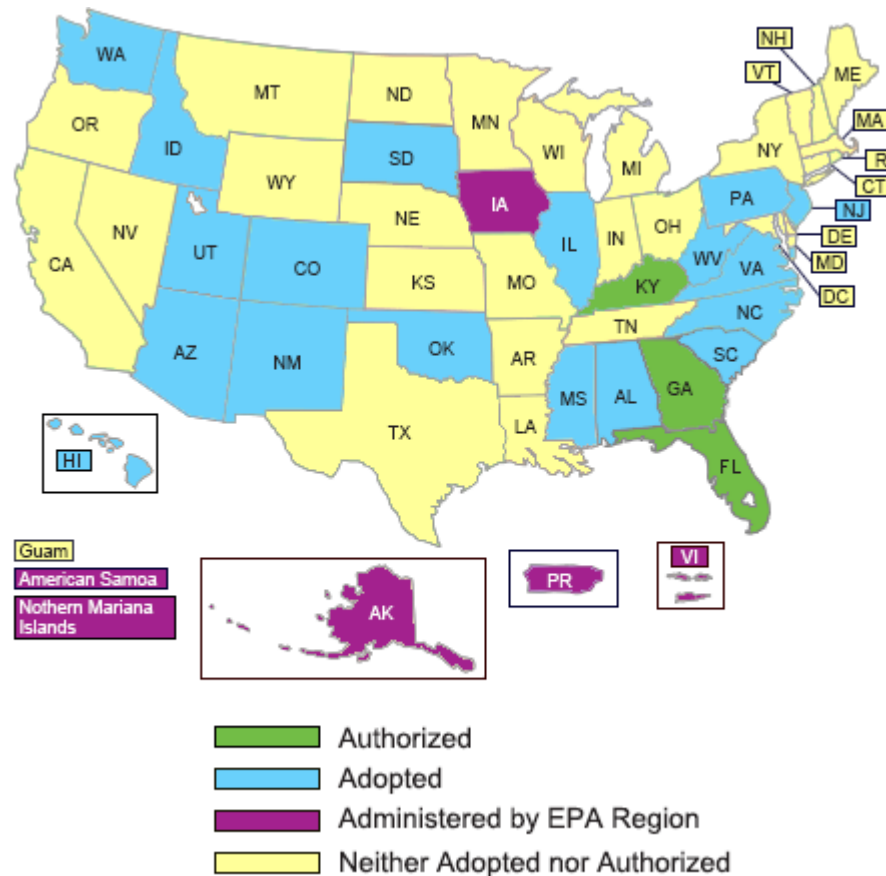 NH
WA
VT
ME
MT
ND
OR
MN
MA
ID
SD
WI
NY
R
MI
CT
WY
IA
PA
NJ
NE
NV
OH
IL
IN
DE
UT
WV
CA
CO
VA
MD
KS
MO
KY
DC
NC
TN
OK
AZ
NM
AR
SC
MS
AL
GA
TX
LA
HI
FL
Guam
American Samoa
Nothern Mariana
Islands
AK
PR
VI
Authorized
Adopted
Administered by EPA Region
Neither Adopted nor Authorized